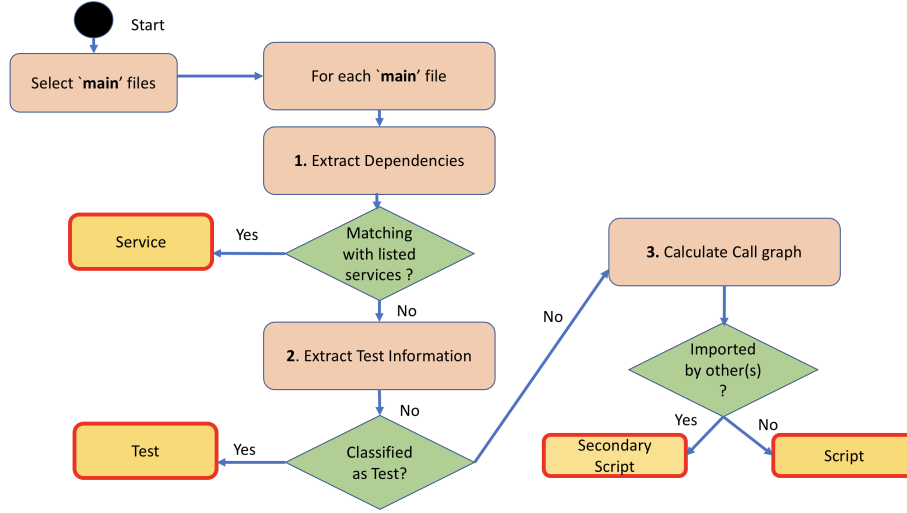 Start
Select `main’ files
For each `main’ file
1. Extract Dependencies
Matching
with listed
services ?
Yes
Service
No
2. Extract Test Information
No
Classified
as Test?
Yes
Test
No
3. Calculate Call graph
Imported
by other(s)
?
Yes
No
Secondary
Script
Script